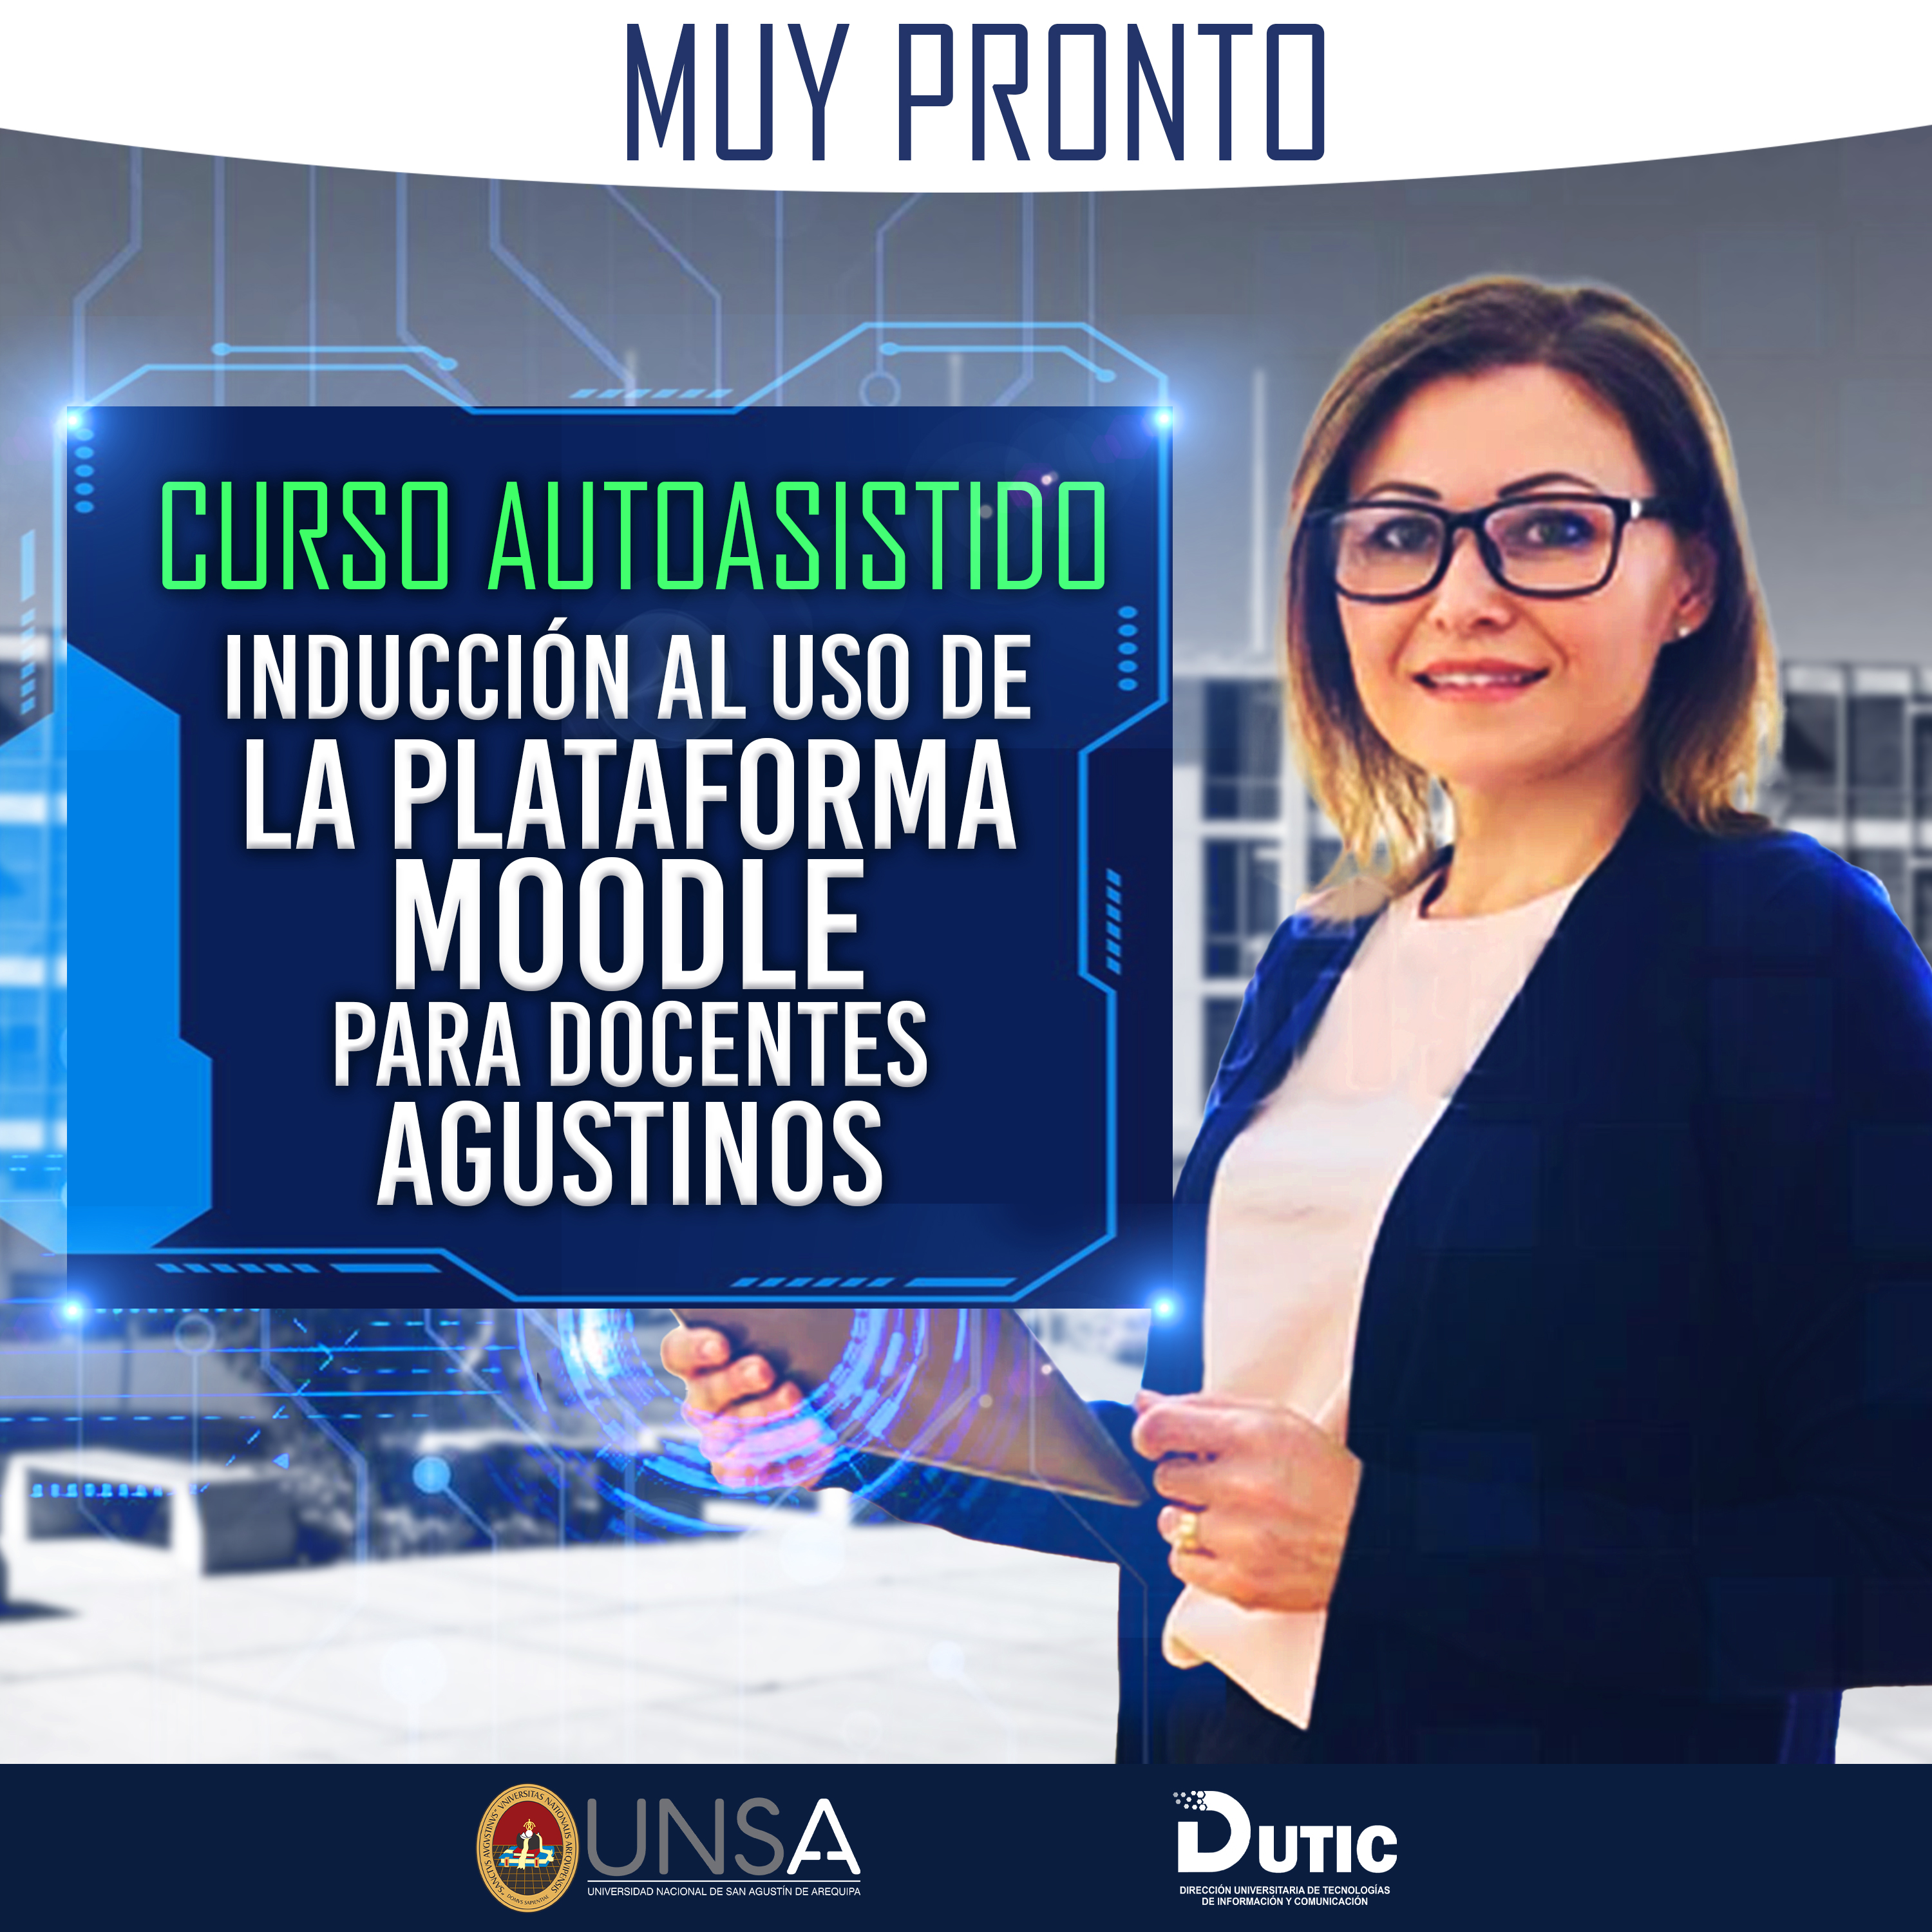 MUY PRONTO
CURSO AUTOASISTIDO
INDUCCIÓN AL USO DE
LA PLATAFORMA
MOODLE
PARA DOCENTES
AGUSTINOS
UNSA
UNIVERSIDAD NACIONAL DE SAN AGUSTÍN DE AREQUIPA
DUTIC
DIRECCIÓN UNIVERSITARIA DE TECNOLOGÍAS
DE INFORMACIÓN Y COMUNICACIÓN